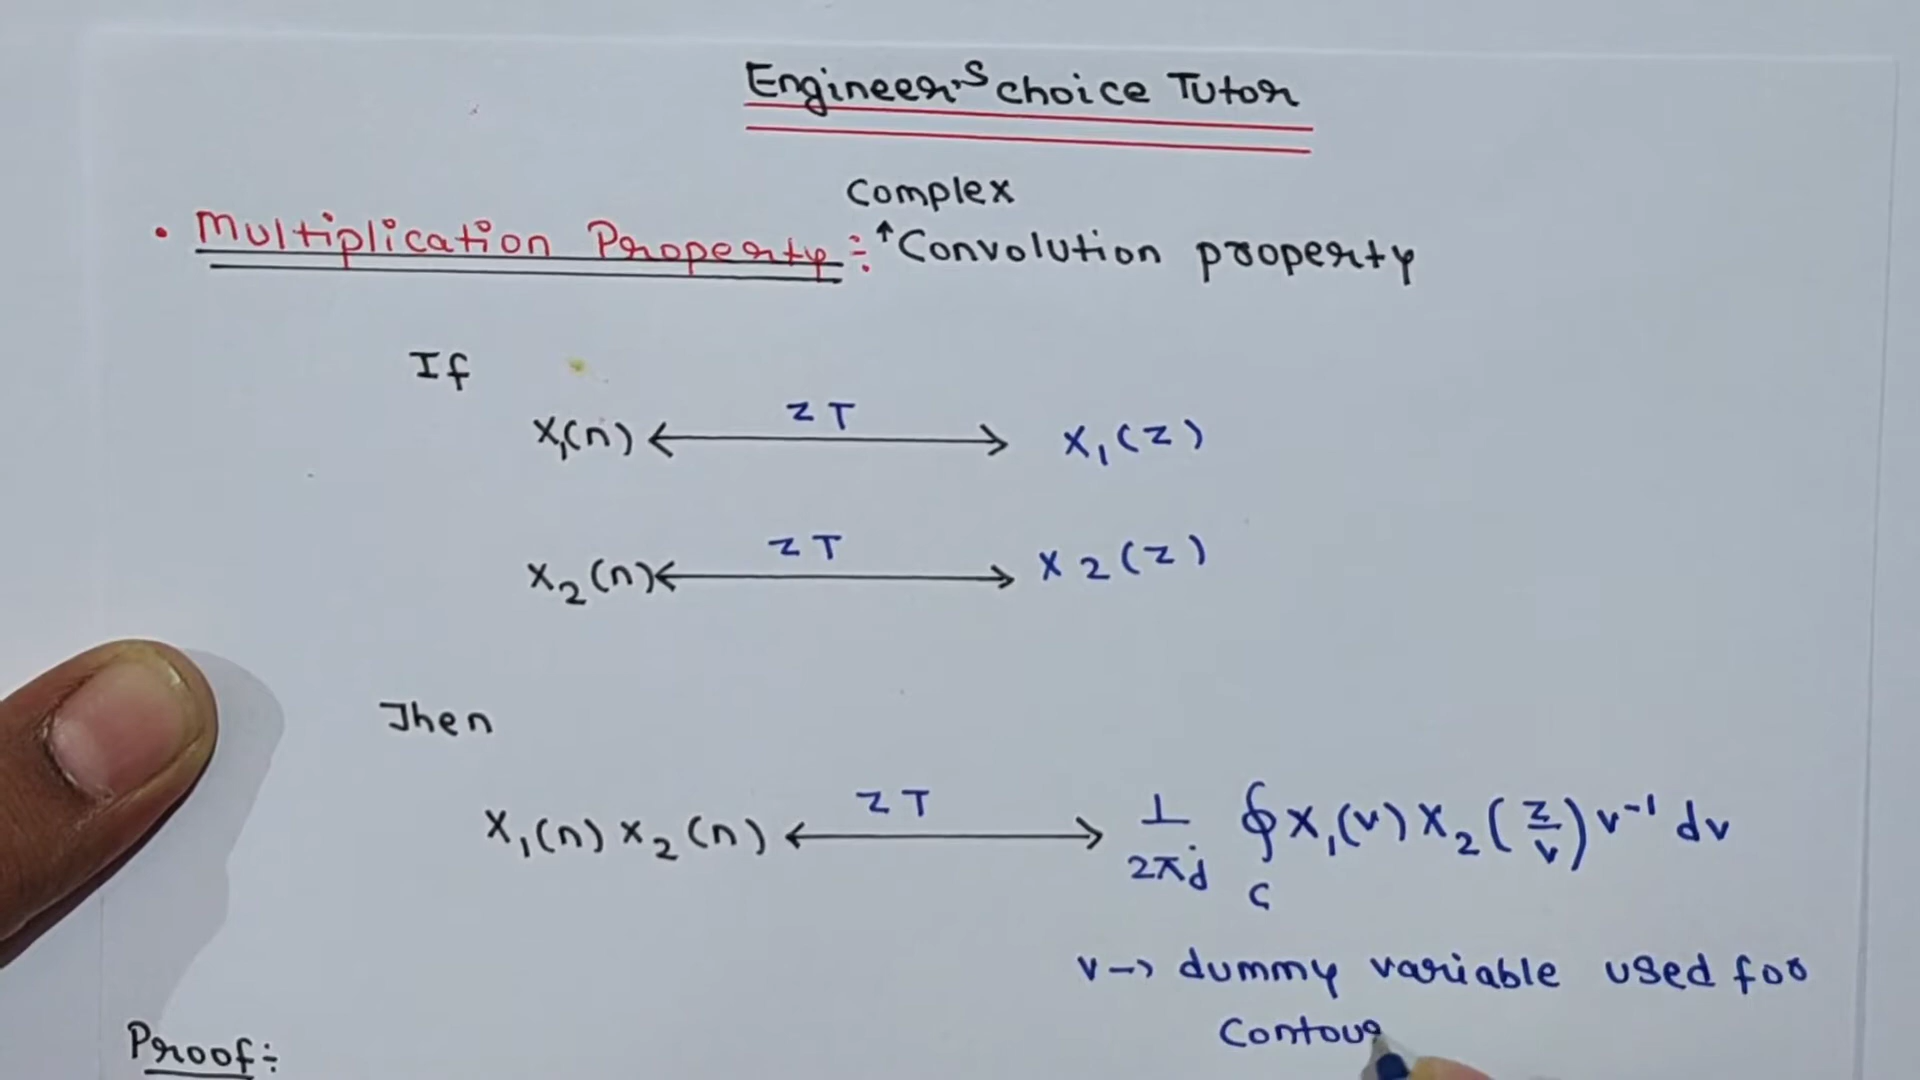 Engineer's choice Tutor
Complex
• Multiplication Property ÷ ↑Convolution property
If
x₁(n) ⟷ ZT X₁(z)
x₂(n) ⟷ ZT X₂(z)
Then
x₁(n) x₂(n) ⟷ ZT 1/2πj ∮c X₁(v) X₂(z/v) v⁻¹ dv
v → dummy variable used for
Contour
Proof ÷